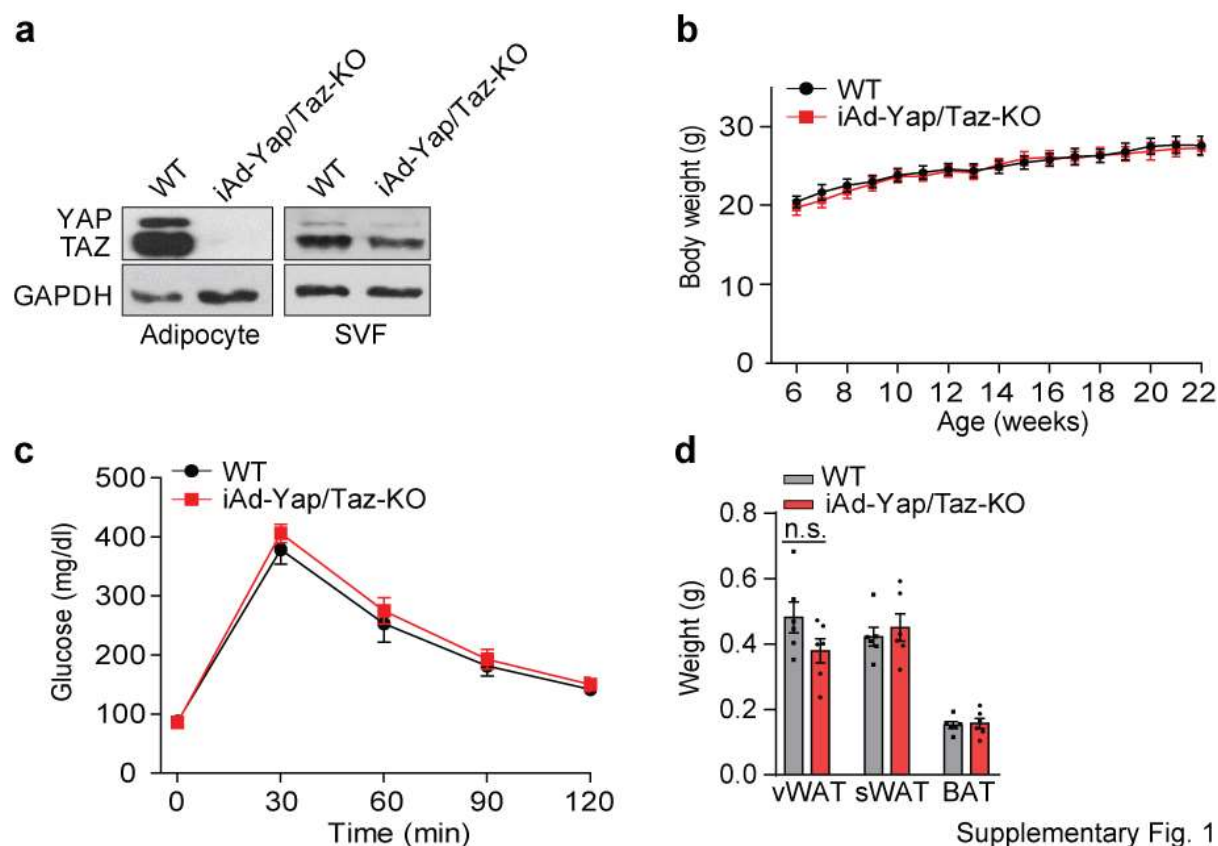 a
WT
iAd-Yap/Taz-KO
WT
iAd-Yap/Taz-KO
YAP
TAZ
GAPDH
Adipocyte
SVF
b
WT
iAd-Yap/Taz-KO
Body weight (g)
30
20
10
0
6 8 10 12 14 16 18 20 22
Age (weeks)
c
WT
iAd-Yap/Taz-KO
Glucose (mg/dl)
500
400
300
200
100
0
0 30 60 90 120
Time (min)
d
WT
iAd-Yap/Taz-KO
n.s.
Weight (g)
0.8
0.6
0.4
0.2
0.0
vWAT sWAT BAT
Supplementary Fig. 1